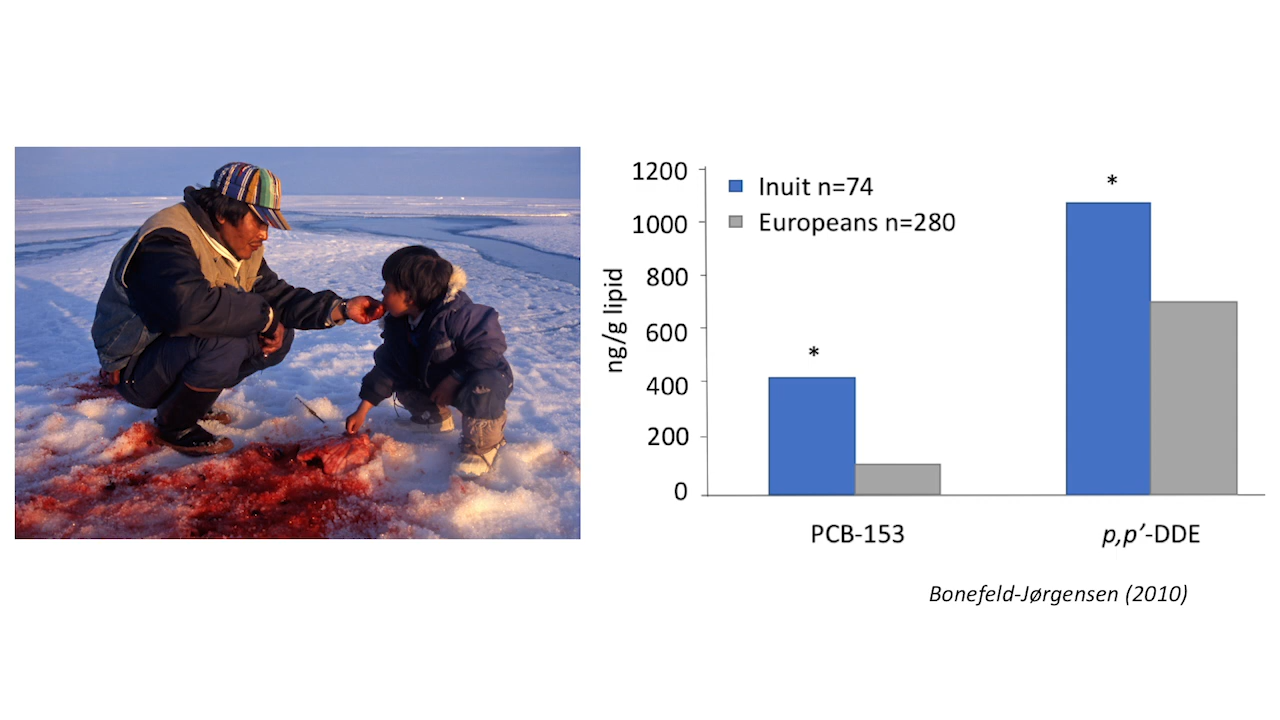 1200
1000
800
600
400
200
0
ng/g lipid
Inuit n=74
Europeans n=280
*
*
PCB-153
p,p’-DDE
Bonefeld-Jørgensen (2010)